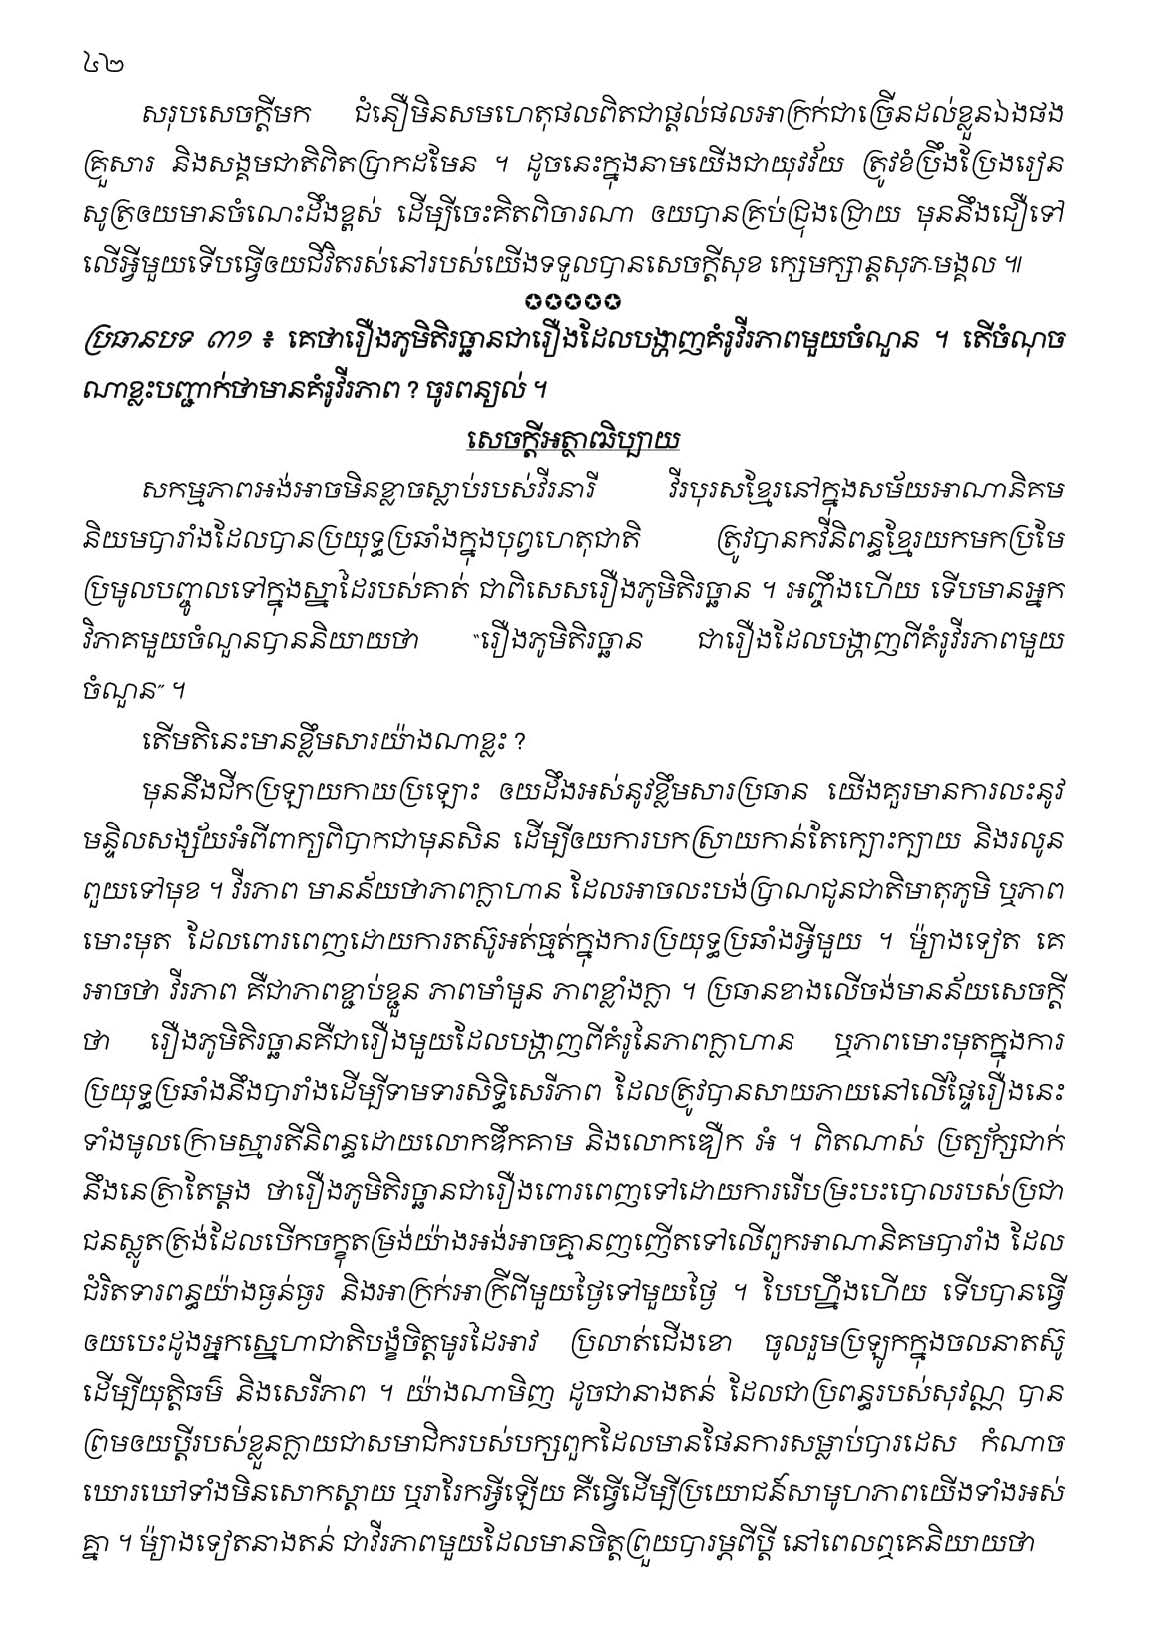 ៤២
សរុបសេចក្ដីមក ជំនឿមិនសមហេតុផលពិតជាផ្ដល់ផលអាក្រក់ជាច្រើនដល់ខ្លួនឯងផង
គ្រួសារ និងសង្គមជាតិពិតប្រាកដមែន ។ ដូចនេះក្នុងនាមយើងជាយុវវ័យ ត្រូវខំប្រឹងប្រែងរៀន
សូត្រឲយមានចំណេះដឹងខ្ពស់ ដើម្បីចេះគិតពិចារណា ឲយបានគ្រប់ជ្រុងជ្រោយ មុននឹងជឿទៅ
លើអ្វីមួយទើបធ្វើឲយជីវិតរស់នៅរបស់យើងទទួលបានសេចក្ដីសុខ ក្សេមក្សាន្តសុភ-មង្គល ៕
✪✪✪✪✪
ប្រធានបទ ៣១ ៖ គេថារឿងភូមិតិរច្ឆានជារឿងដែលបង្ហាញគំរូវីរភាពមួយចំណួន ។ តើចំណុច
ណាខ្លះបញ្ជាក់ថាមានគំរូវីរភាព ? ចូរពន្យល់ ។
សេចក្ដីអត្ថាធិប្បាយ
សកម្មភាពអង់អាចមិនខ្លាចស្លាប់របស់វីរនារី វីរបុរសខ្មែរនៅក្នុងសម័យអាណានិគម
និយមបារាំងដែលបានប្រយុទ្ធប្រឆាំងក្នុងបុព្វហេតុជាតិ ត្រូវបានកវីនិពន្ធខ្មែរយកមកប្រមែ
ប្រមូលបញ្ចូលទៅក្នុងស្នាដៃរបស់គាត់ ជាពិសេសរឿងភូមិតិរច្ឆាន ។ អញ្ចឹងហើយ ទើបមានអ្នក
វិភាគមួយចំណួនបាននិយាយថា “រឿងភូមិតិរច្ឆាន ជារឿងដែលបង្ហាញពីគំរូវីរភាពមួយ
ចំណួន” ។
តើមតិនេះមានខ្លឹមសារយ៉ាងណាខ្លះ ?
មុននឹងជីកប្រឡាយកាយប្រឡោះ ឲយដឹងអស់នូវខ្លឹមសារប្រធាន យើងគួរមានការលះនូវ
មន្ទិលសង្ស័យអំពីពាក្យពិបាកជាមុនសិន ដើម្បីឲយការបកស្រាយកាន់តែក្បោះក្បាយ និងរលូន
ពួយទៅមុខ ។ វីរភាព មានន័យថាភាពក្លាហាន ដែលអាចលះបង់ប្រាណជូនជាតិមាតុភូមិ ឬភាព
មោះមុត ដែលពោរពេញដោយការតស៊ូអត់ធ្មត់ក្នុងការប្រយុទ្ធប្រឆាំងអ្វីមួយ ។ ម៉្យាងទៀត គេ
អាចថា វីរភាព គឺជាភាពខ្ជាប់ខ្ជួន ភាពមាំមួន ភាពខ្លាំងក្លា ។ ប្រធានខាងលើចង់មានន័យសេចក្ដី
ថា រឿងភូមិតិរច្ឆានគឺជារឿងមួយដែលបង្ហាញពីគំរូនៃភាពក្លាហាន ឬភាពមោះមុតក្នុងការ
ប្រយុទ្ធប្រឆាំងនឹងបារាំងដើម្បីទាមទារសិទ្ធិសេរីភាព ដែលត្រូវបានសាយភាយនៅលើផ្ទៃរឿងនេះ
ទាំងមូលក្រោមស្មារតីនិពន្ធដោយលោកឌឹកគាម និងលោកឌឿក អំ ។ ពិតណាស់ ប្រត្យ័ក្សជាក់
នឹងនេត្រាតែម្ដង ថារឿងភូមិតិរច្ឆានជារឿងពោរពេញទៅដោយការរើបម្រះបះបោលរបស់ប្រជា
ជនស្លូតត្រង់ដែលបើកចក្ខុតម្រង់យ៉ាងអង់អាចគ្មានញញើតទៅលើពួកអាណានិគមបារាំង ដែល
ជំរិតទារពន្ធយ៉ាងធ្ងន់ធ្ងរ និងអាក្រក់អាក្រីពីមួយថ្ងៃទៅមួយថ្ងៃ ។ បែបហ្នឹងហើយ ទើបបានធ្វើ
ឲយបេះដូងអ្នកស្នេហាជាតិបង្ខំចិត្តមូរដៃអាវ ប្រលាត់ជើងខោ ចូលរួមប្រឡូកក្នុងចលនាតស៊ូ
ដើម្បីយុត្តិធម៌ និងសេរីភាព ។ យ៉ាងណាមិញ ដូចជានាងតន់ ដែលជាប្រពន្ធរបស់សុវណ្ណ បាន
ព្រមឲយប្ដីរបស់ខ្លួនក្លាយជាសមាជិករបស់បក្សពួកដែលមានផែនការសម្លាប់បារដេស កំណាច
ឃោរឃៅទាំងមិនសោកស្ដាយ ឬរារែកអ្វីឡើយ គឺធ្វើដើម្បីប្រយោជន៍សាមូហភាពយើងទាំងអស់
គ្នា ។ ម៉្យាងទៀតនាងតន់ ជាវីរភាពមួយដែលមានចិត្តព្រួយបារម្ភពីប្ដី នៅពេលឮគេនិយាយថា